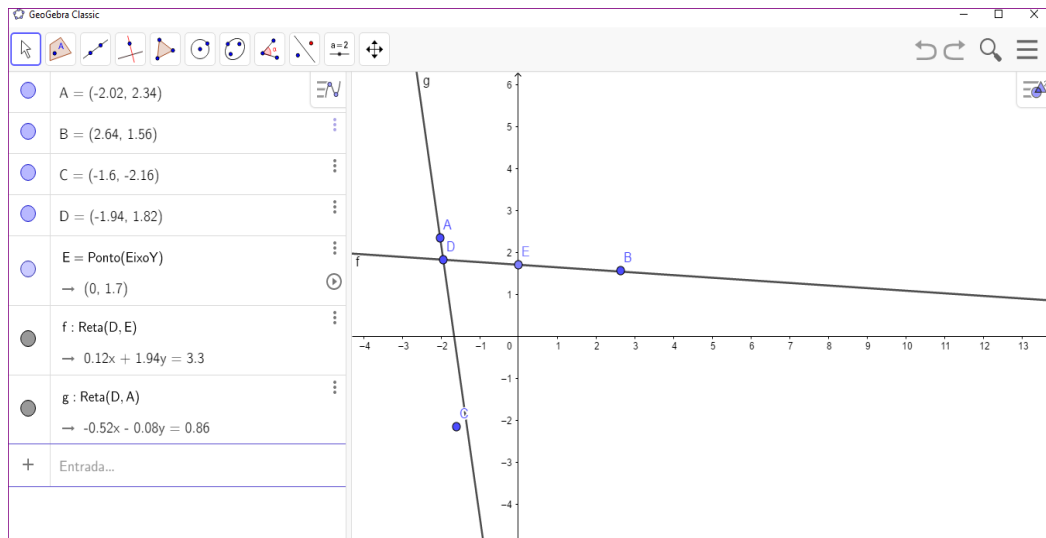 GeoGebra Classic
a=2
A = (-2.02, 2.34)
B = (2.64, 1.56)
C = (-1.6, -2.16)
D = (-1.94, 1.82)
E = Ponto(EixoY)
→ (0, 1.7)
f : Reta(D, E)
→ 0.12x + 1.94y = 3.3
g : Reta(D, A)
→ -0.52x - 0.08y = 0.86
+ Entrada...
g
A
D
E
B
f
C
6
5
4
3
2
1
–4 –3 –2 –1 0 1 2 3 4 5 6 7 8 9 10 11 12 13
–1
–2
–3
–4